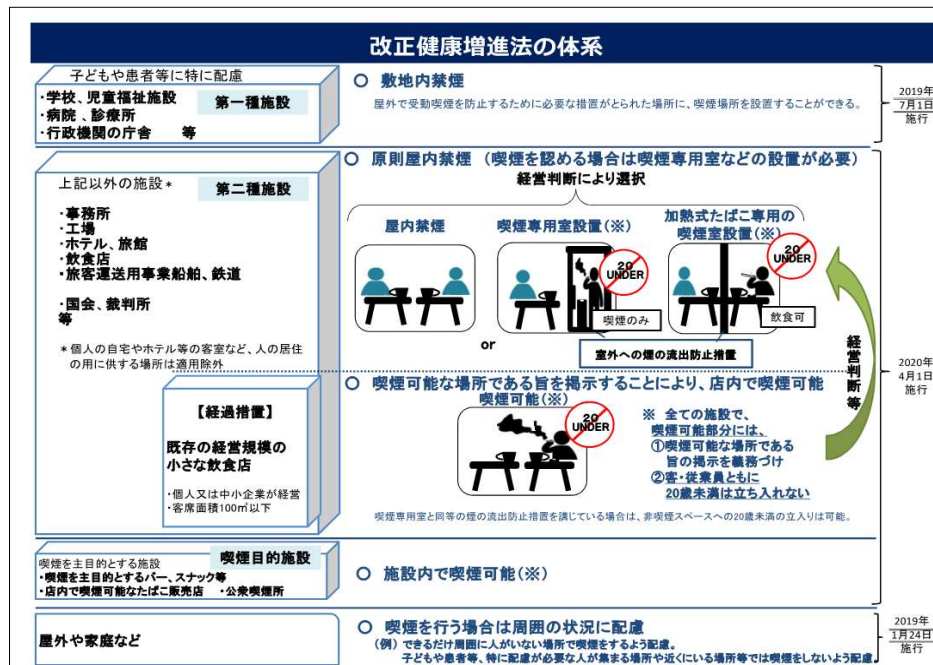 改正健康増進法の体系
子どもや患者等に特に配慮
・学校、児童福祉施設
・病院、診療所
・行政機関の庁舎 等
第一種施設
○ 敷地内禁煙
屋外で受動喫煙を防止するために必要な措置がとられた場所に、喫煙場所を設置することができる。
2019年
7月1日
施行
上記以外の施設*
第二種施設
・事務所
・工場
・ホテル、旅館
・飲食店
・旅客運送用事業船舶、鉄道
・国会、裁判所
等
*個人の自宅やホテル等の客室など、人の居住
の用に供する場所は適用除外
○ 原則屋内禁煙 (喫煙を認める場合は喫煙専用室などの設置が必要)
経営判断により選択
屋内禁煙
喫煙専用室設置(※)
加熱式たばこ専用の
喫煙室設置(※)
20
UNDER
20
UNDER
喫煙のみ
飲食可
or
室外への煙の流出防止措置
経営判断等
2020年
4月1日
施行
【経過措置】
既存の経営規模の
小さな飲食店
・個人又は中小企業が経営
・客席面積100㎡以下
○ 喫煙可能な場所である旨を掲示することにより、店内で喫煙可能
喫煙可能(※)
20
UNDER
※ 全ての施設で、
喫煙可能部分には、
①喫煙可能な場所である
旨の掲示を義務づけ
②客・従業員ともに
20歳未満は立ち入れない
喫煙専用室と同等の煙の流出防止措置を講じている場合は、非喫煙スペースへの20歳未満の立入りは可能。
喫煙を主目的とする施設
喫煙目的施設
・喫煙を主目的とするバー、スナック等
・店内で喫煙可能なたばこ販売店 ・公衆喫煙所
○ 施設内で喫煙可能(※)
屋外や家庭など
○ 喫煙を行う場合は周囲の状況に配慮
(例)できるだけ周囲に人がいない場所で喫煙をするよう配慮。
子どもや患者等、特に配慮が必要な人が集まる場所や近くにいる場所等では喫煙をしないよう配慮
2019年
1月24日
施行